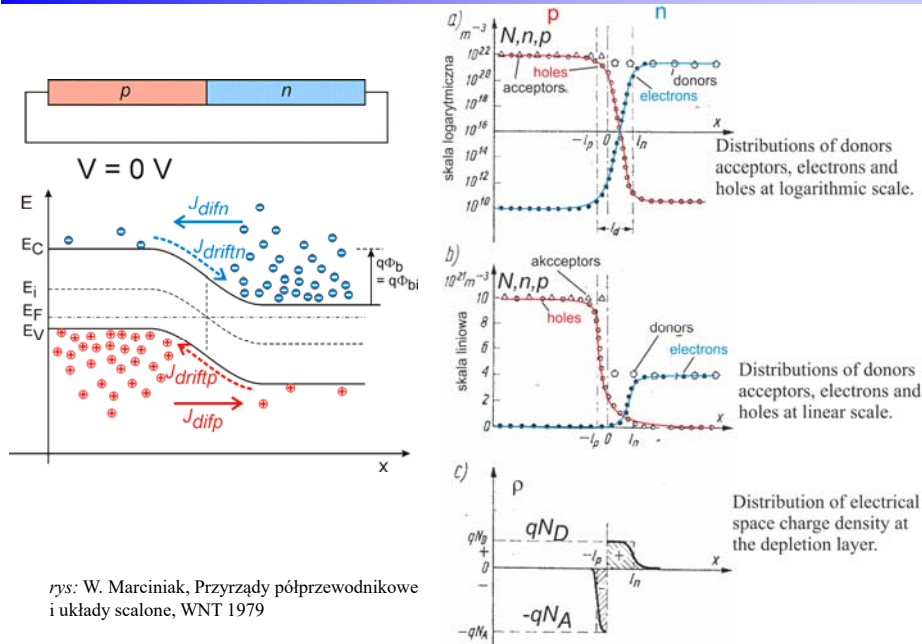 p
n
V = 0 V
E
E_C
E_i
E_F
E_V
J_difn
J_driftn
qΦ_b
= qΦ_bi
J_driftp
J_difp
x
rys: W. Marciniak, Przyrządy półprzewodnikowe
i układy scalone, WNT 1979
a)
p
n
m⁻³
N,n,p
skala logarytmiczna
10²²
10²⁰
10¹⁸
10¹⁶
10¹⁴
10¹²
10¹⁰
holes
acceptors
donors
electrons
-l_p
0
l_n
x
l_d
Distributions of donors
acceptors, electrons and
holes at logarithmic scale.
b)
10²¹m⁻³
N,n,p
skala liniowa
10
8
6
4
2
0
akcceptors
holes
donors
electrons
-l_p
0
l_n
x
Distributions of donors
acceptors, electrons and
holes at linear scale.
c)
ρ
qN_D
qN_D
+
0
−
-qN_A
-qN_A
-l_p
+
l_n
x
Distribution of electrical
space charge density at
the depletion layer.